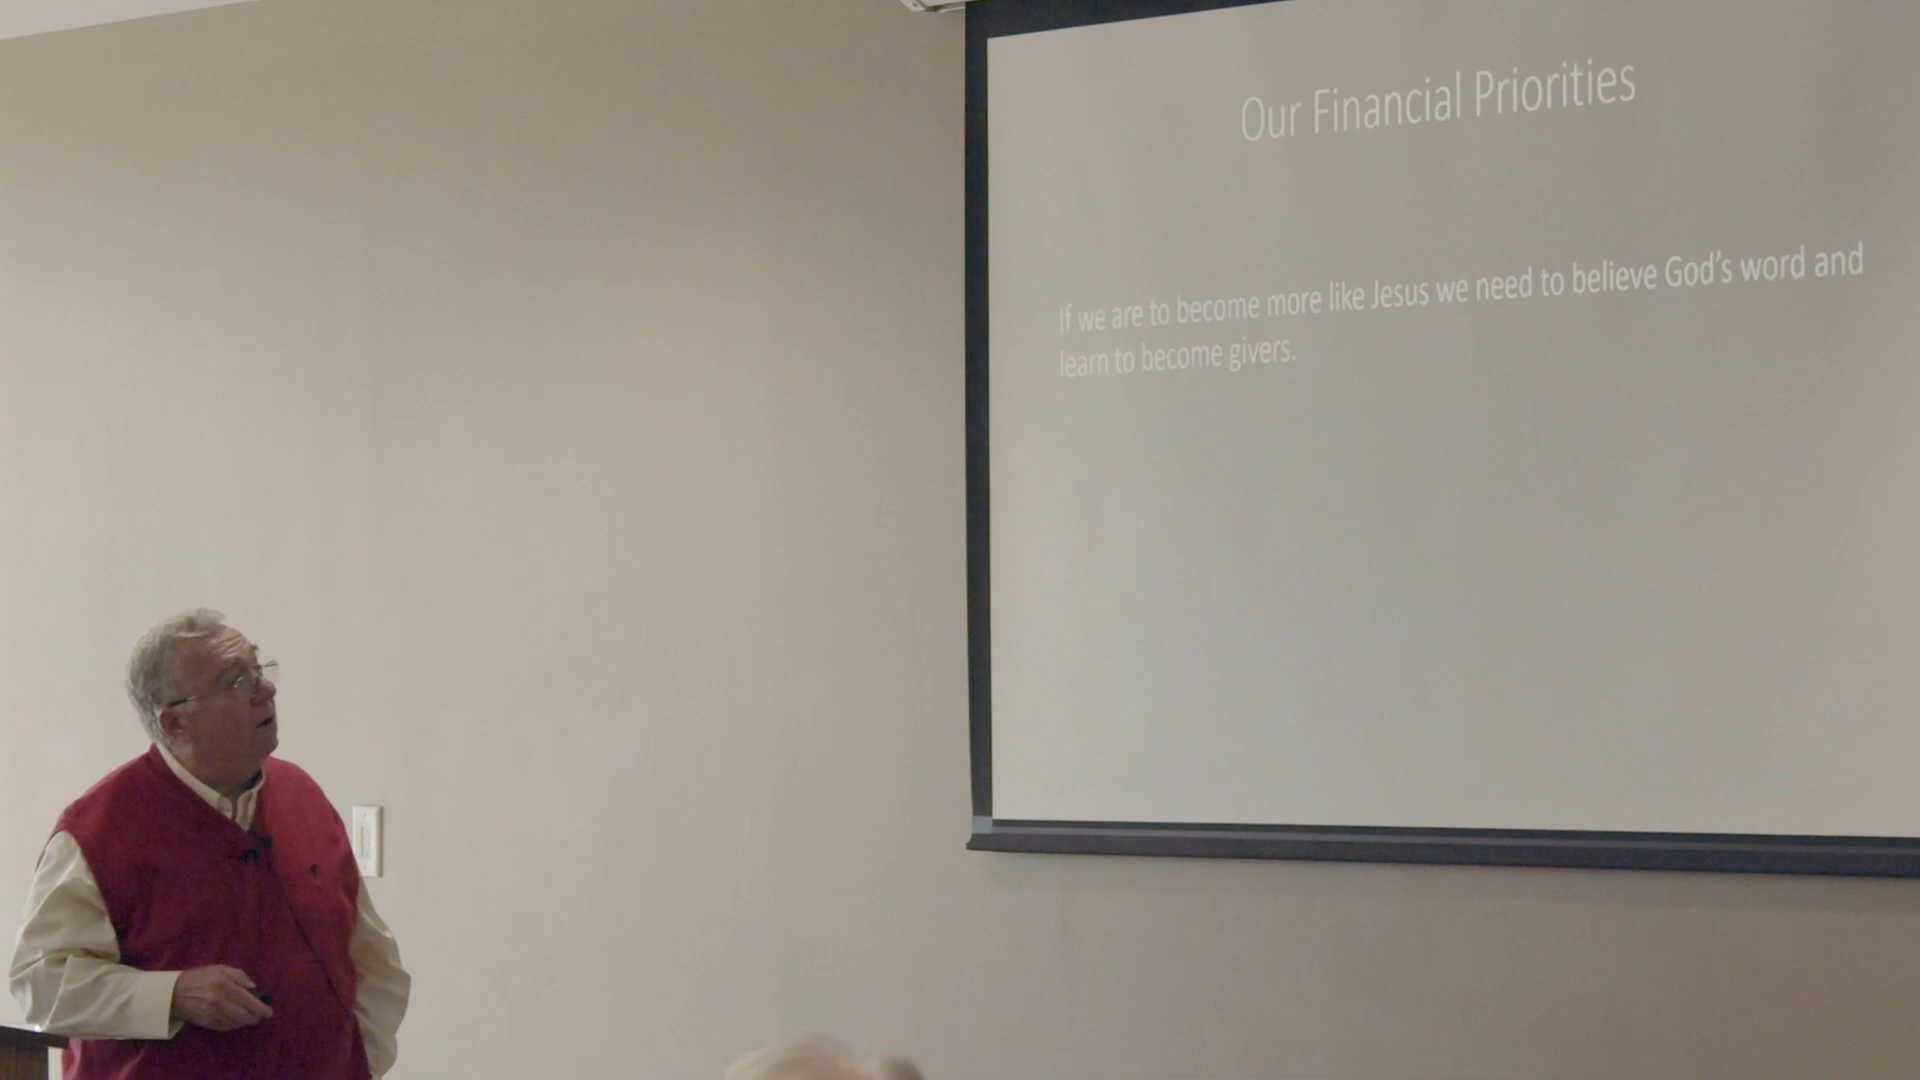 Our Financial Priorities
If we are to become more like Jesus we need to believe God's word and
learn to become givers.